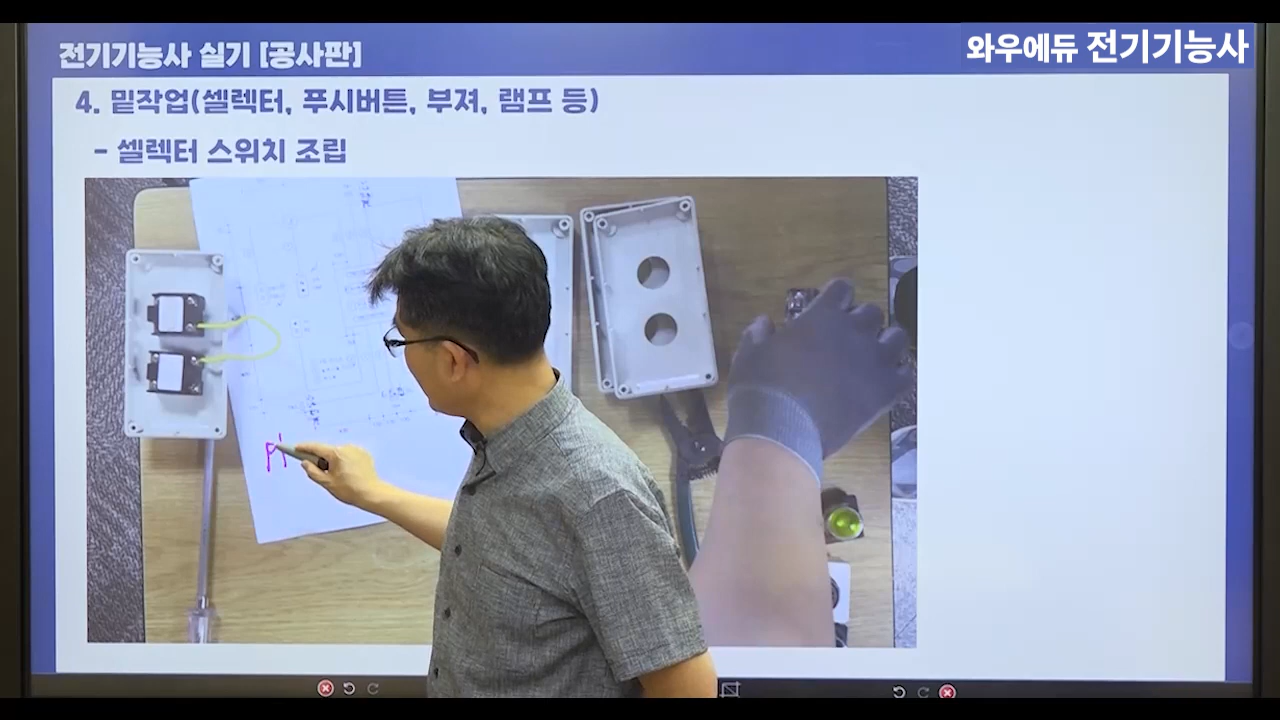 전기기능사 실기 [공사판]
와우에듀 전기기능사
4. 밑작업(셀렉터, 푸시버튼, 부져, 램프 등)
- 셀렉터 스위치 조립